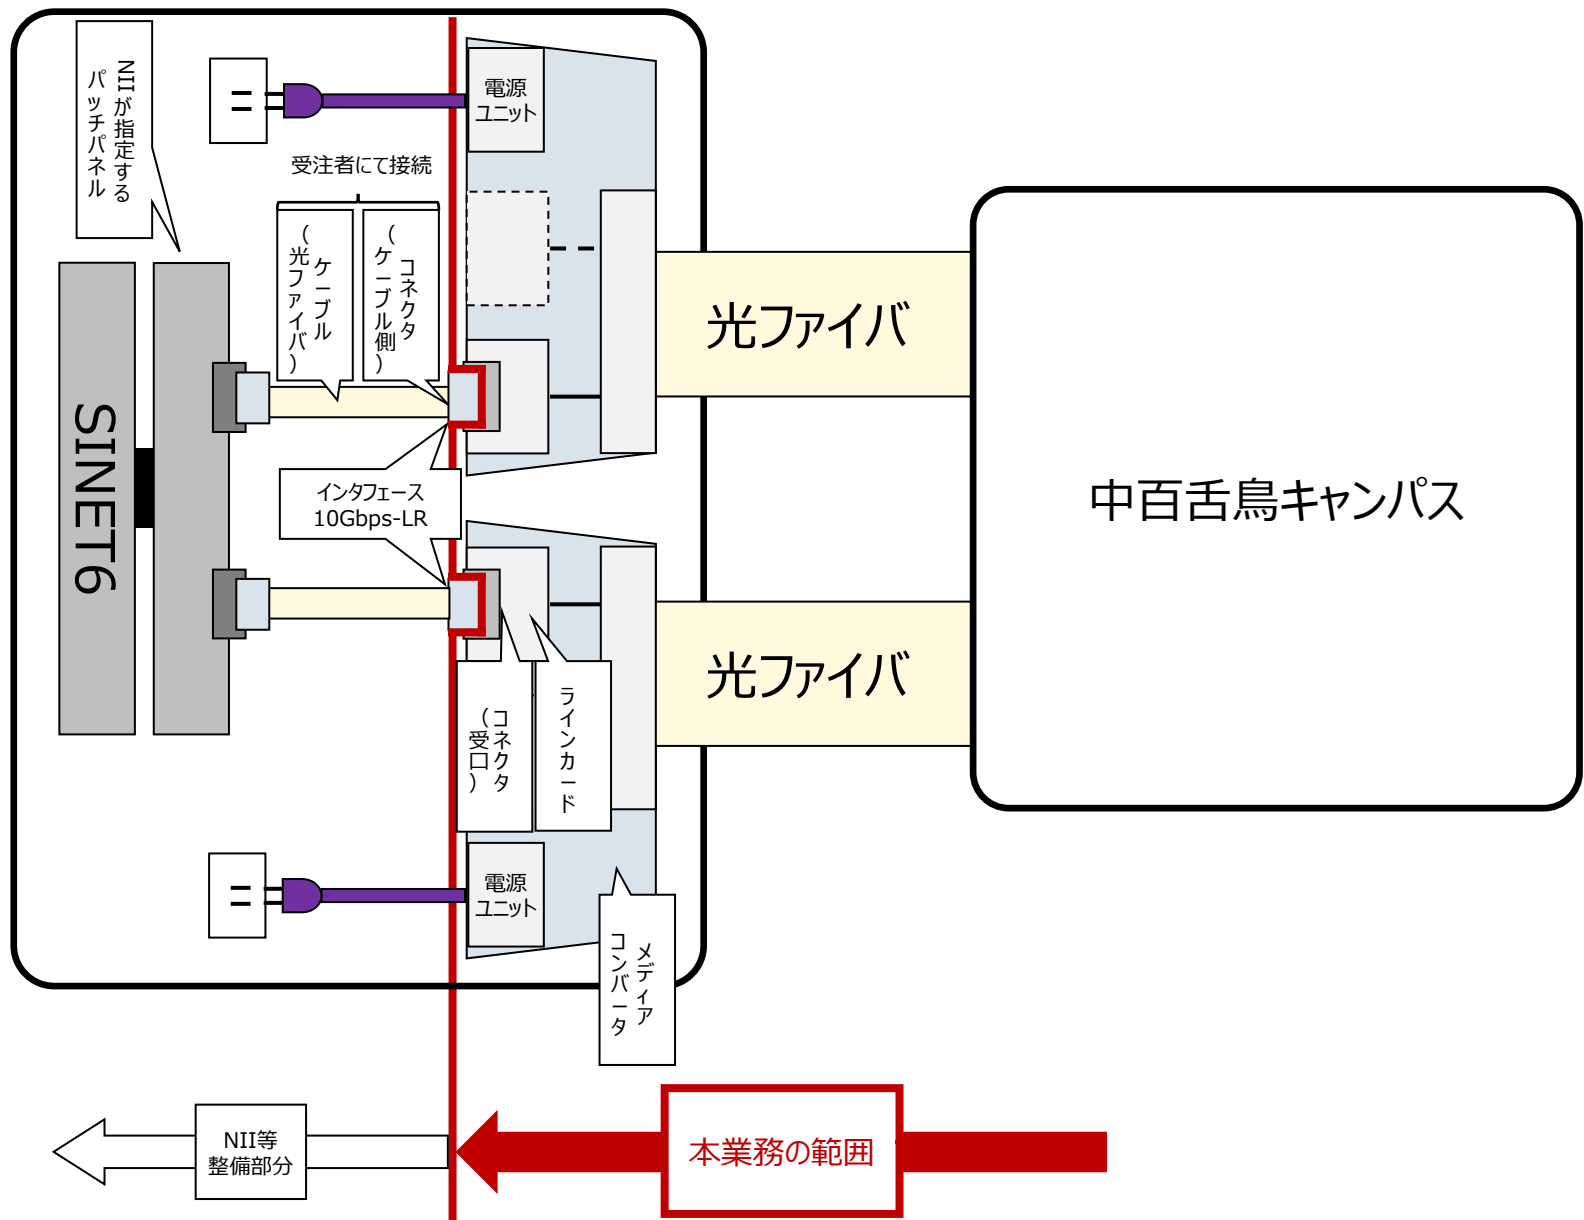 NIIが指定する
パッチパネル
電源
ユニット
受注者にて接続
ケーブル
（光ファイバ）
コネクタ
（ケーブル側）
光ファイバ
SINET6
インタフェース
10Gbps-LR
中百舌鳥キャンパス
光ファイバ
コネクタ
（受口）
ラインカード
電源
ユニット
メディア
コンバータ
NII等
整備部分
本業務の範囲